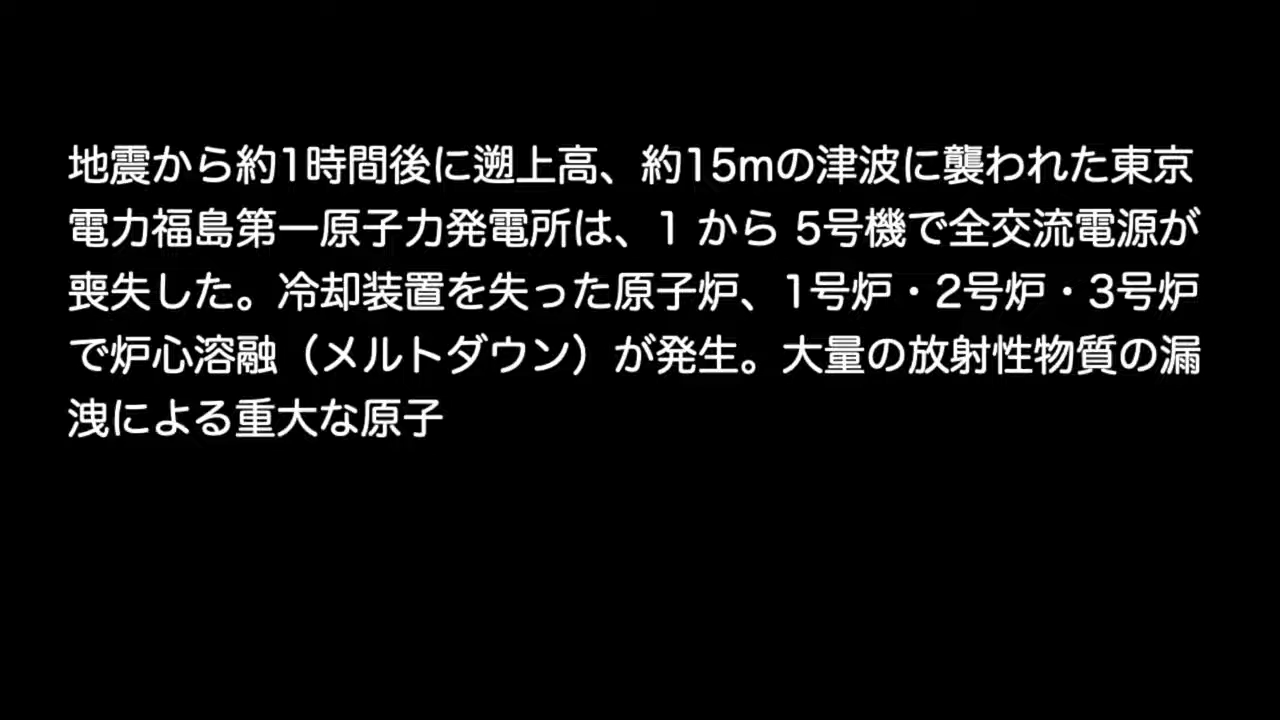 地震から約1時間後に遡上高、約15mの津波に襲われた東京
電力福島第一原子力発電所は、1 から 5号機で全交流電源が
喪失した。冷却装置を失った原子炉、1号炉・2号炉・3号炉
で炉心溶融（メルトダウン）が発生。大量の放射性物質の漏
洩による重大な原子